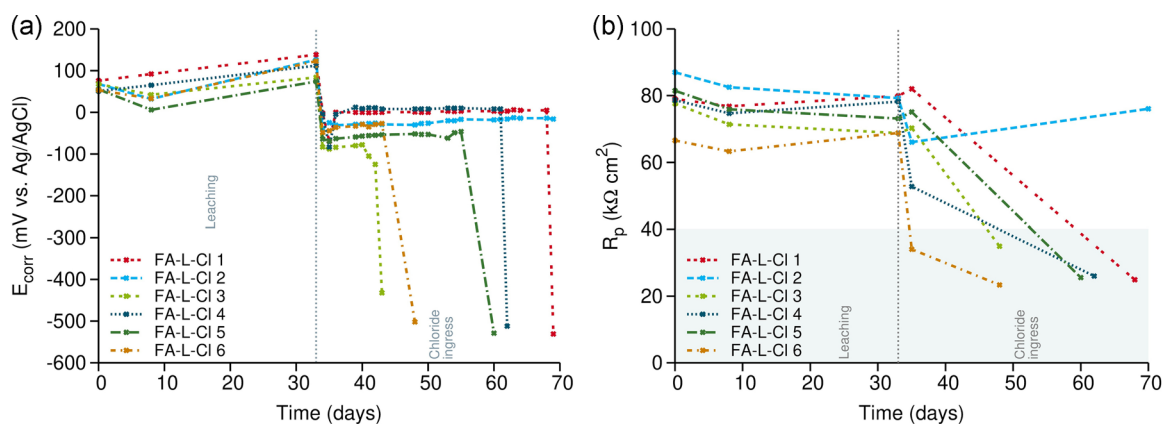 (a)
200
100
0
-100
-200
-300
-400
-500
-600
E_corr (mV vs. Ag/AgCl)
Leaching
Chloride
ingress
FA-L-Cl 1
FA-L-Cl 2
FA-L-Cl 3
FA-L-Cl 4
FA-L-Cl 5
FA-L-Cl 6
0 10 20 30 40 50 60 70
Time (days)
(b)
100
80
60
40
20
0
R_p (kΩ cm²)
Leaching
Chloride
ingress
FA-L-Cl 1
FA-L-Cl 2
FA-L-Cl 3
FA-L-Cl 4
FA-L-Cl 5
FA-L-Cl 6
0 10 20 30 40 50 60 70
Time (days)